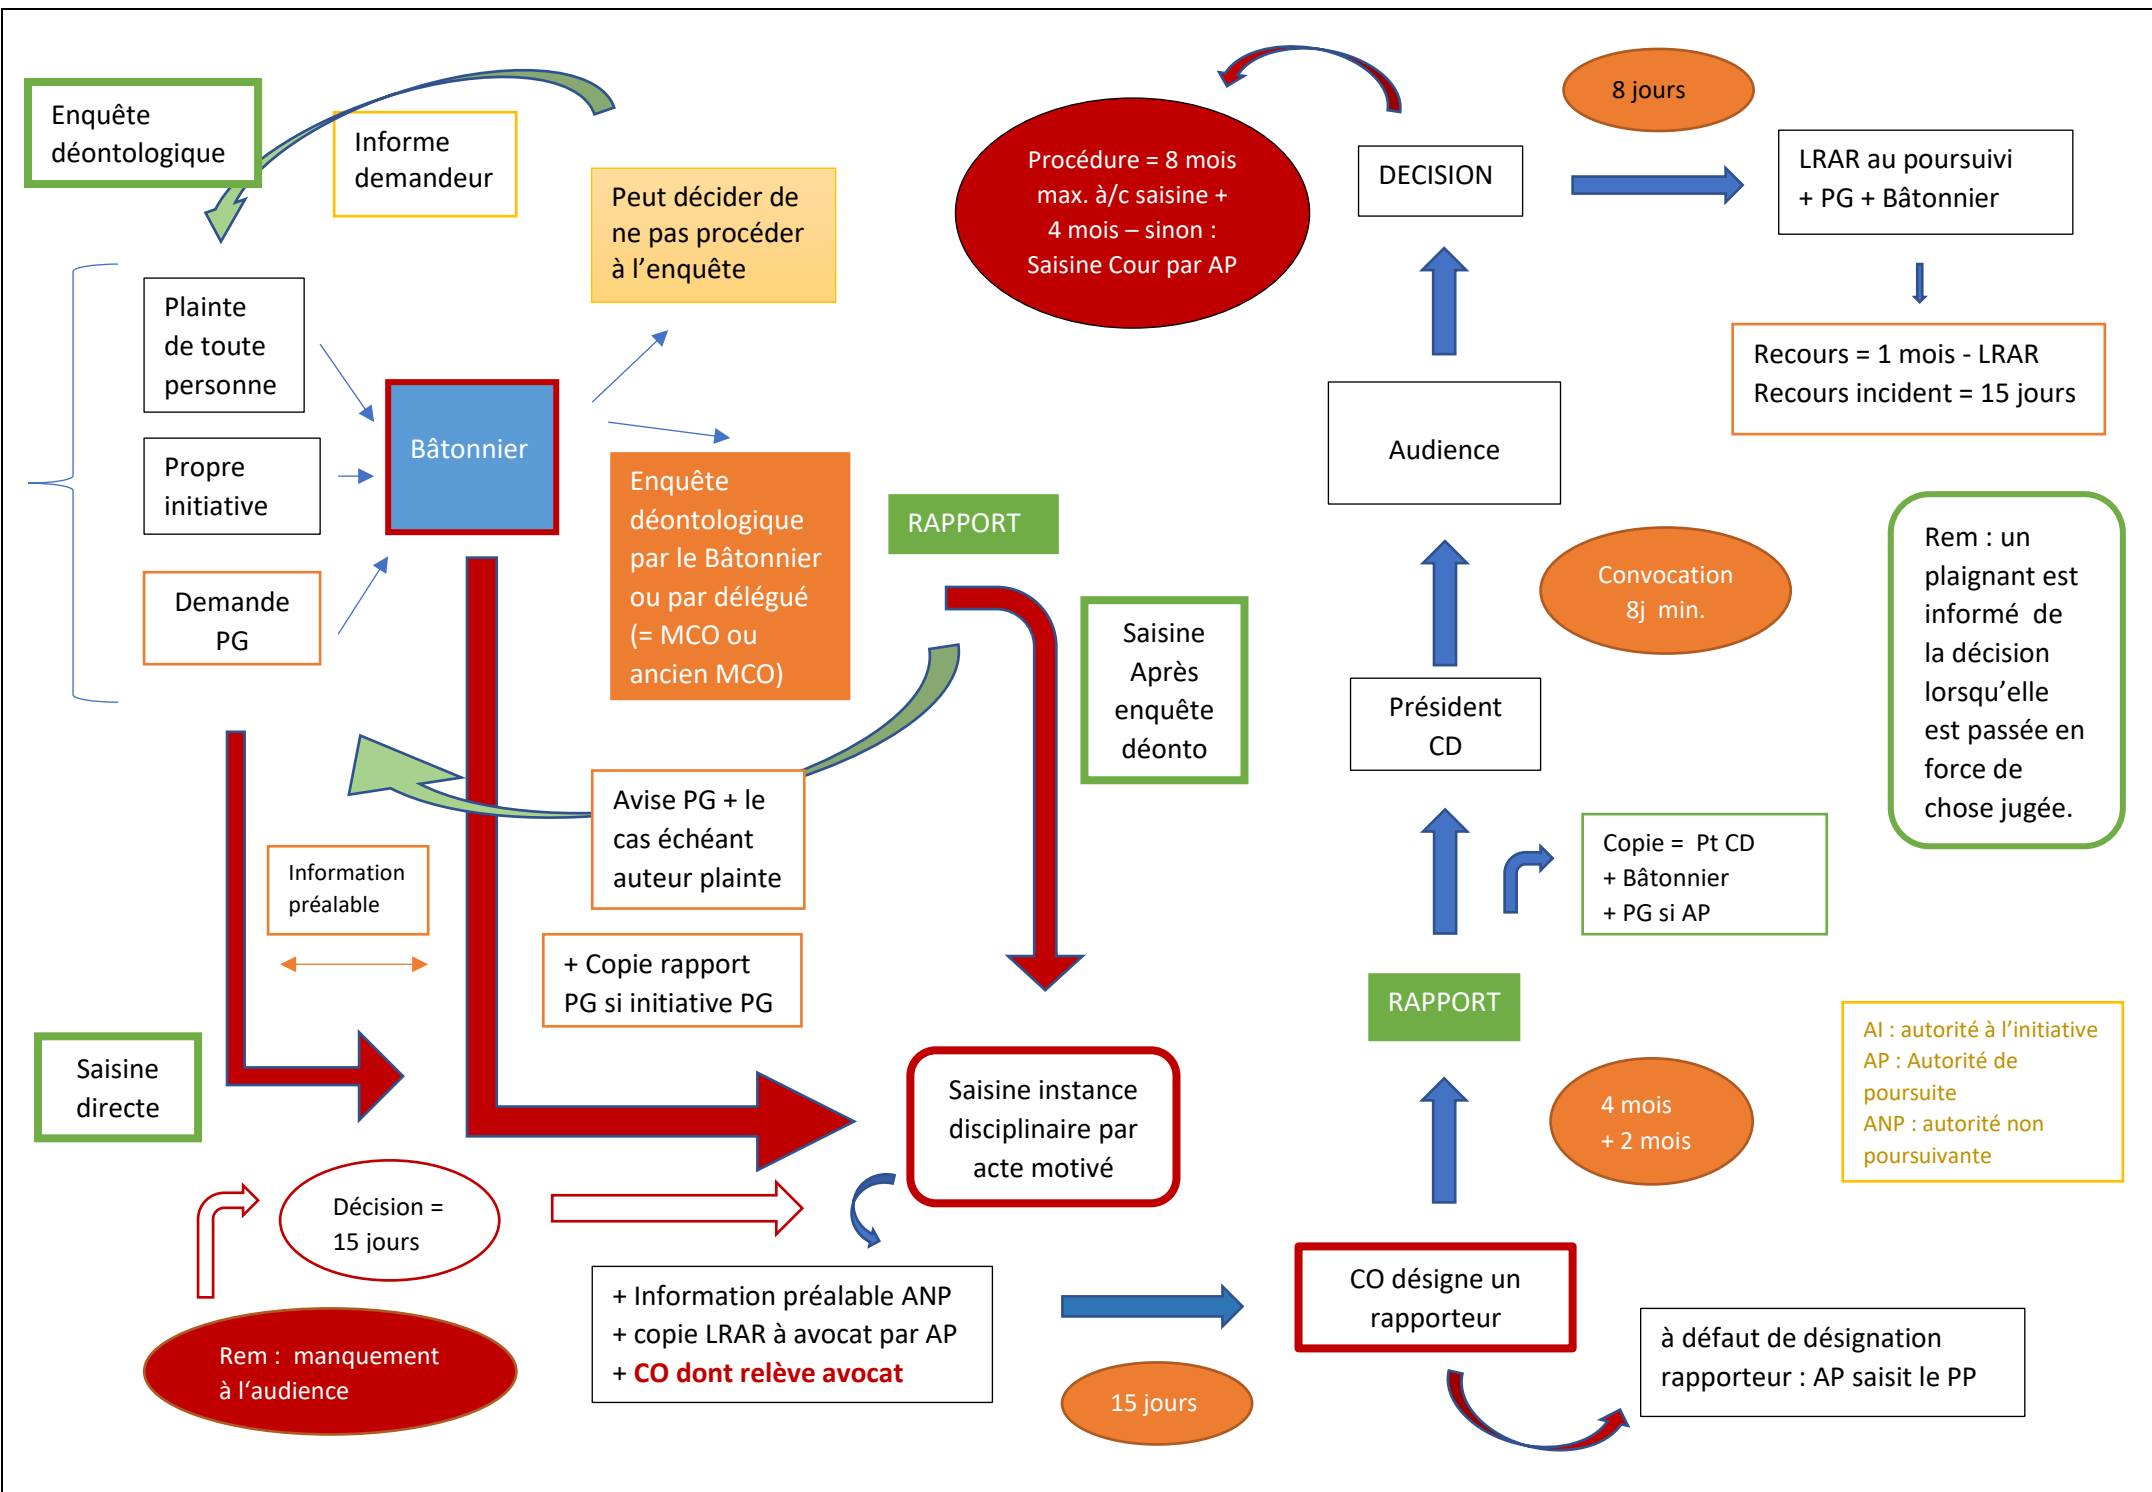 Enquête
déontologique
Informe
demandeur
Peut décider de
ne pas procéder
à l'enquête
Plainte
de toute
personne
Propre
initiative
Demande
PG
Bâtonnier
Enquête
déontologique
par le Bâtonnier
ou par délégué
(= MCO ou
ancien MCO)
RAPPORT
Saisine
Après
enquête
déonto
Avise PG + le
cas échéant
auteur plainte
+ Copie rapport
PG si initiative PG
Information
préalable
Saisine
directe
Décision =
15 jours
Rem :  manquement
à l‘audience
Saisine instance
disciplinaire par
acte motivé
+ Information préalable ANP
+ copie LRAR à avocat par AP
+ CO dont relève avocat
15 jours
CO désigne un
rapporteur
à défaut de désignation
rapporteur : AP saisit le PP
4 mois
+ 2 mois
RAPPORT
Copie =  Pt CD
+ Bâtonnier
+ PG si AP
Président
CD
Convocation
8j  min.
Audience
DECISION
Procédure = 8 mois
max. à/c saisine +
4 mois – sinon :
Saisine Cour par AP
8 jours
LRAR au poursuivi
+ PG + Bâtonnier
Recours = 1 mois - LRAR
Recours incident = 15 jours
Rem : un
plaignant est
informé  de
la décision
lorsqu'elle
est passée en
force de
chose jugée.
AI : autorité à l'initiative
AP : Autorité de
poursuite
ANP : autorité non
poursuivante